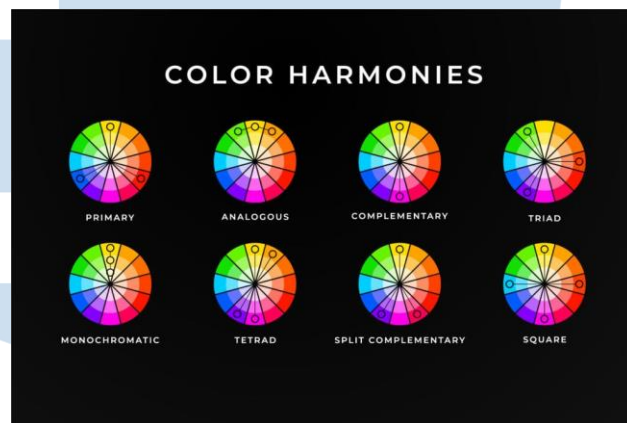 COLOR HARMONIES
PRIMARY
ANALOGOUS
COMPLEMENTARY
TRIAD
MONOCHROMATIC
TETRAD
SPLIT COMPLEMENTARY
SQUARE